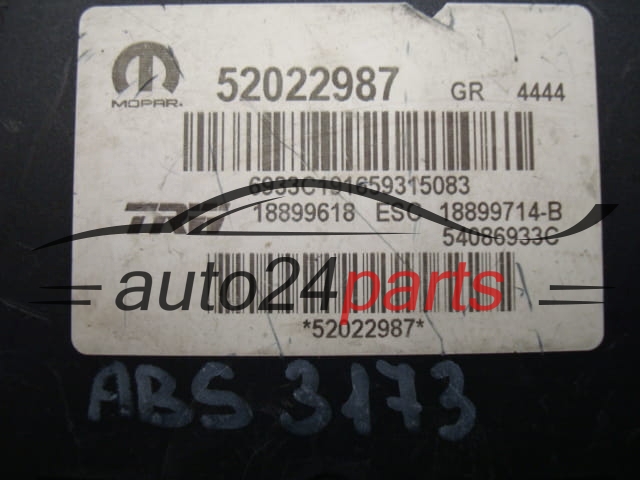 52022987 GR 4444
MOPAR
6933C191659315083
TRW 18899618 ESC 18899714-B
54086933C
auto24parts
*52022987*
ABS 3173